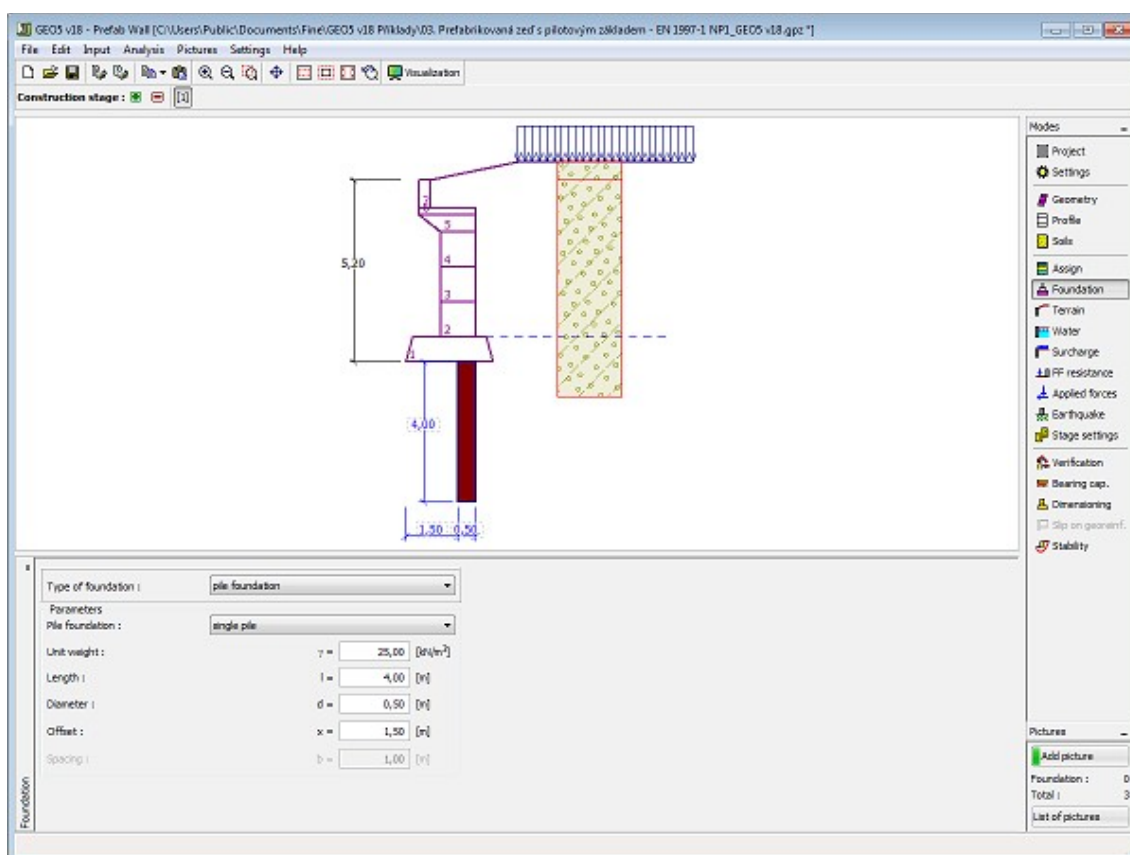 GEO5 v18 - Prefab Wall [C:\Users\Public\Documents\Fine\GEO5 v18 Příklady\03. Prefabrikovaná zeď s pilotovým základem - EN 1997-1 NP1_GEO5 v18.gpz *]
File Edit Input Analysis Pictures Settings Help
Visualization
Construction stage : [1]
Modes
Project
Settings
Geometry
Profile
Soils
Assign
Foundation
Terrain
Water
Surcharge
FF resistance
Applied forces
Earthquake
Stage settings
Verification
Bearing cap.
Dimensioning
Slip on georeinf.
Stability
5
5,20
4
3
2
1
4,00
1,50 0,50
Type of foundation : pile foundation
Parameters
Pile foundation : single pile
Unit weight : γ = 25,00 [kN/m³]
Length : l = 4,00 [m]
Diameter : d = 0,50 [m]
Offset : x = 1,50 [m]
Spacing : b = 1,00 [m]
Foundation
Pictures
Add picture
Foundation : 0
Total : 3
List of pictures